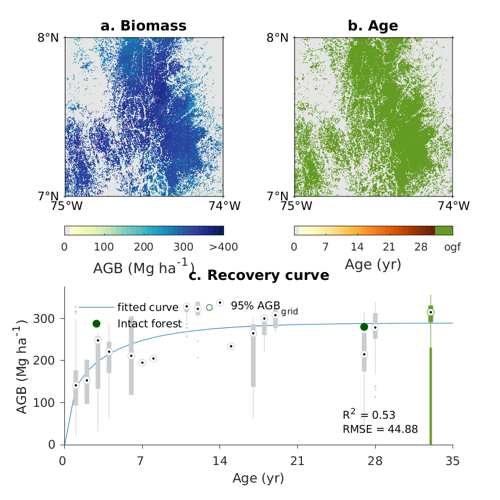 a. Biomass
b. Age
8°N
8°N
7°N
7°N
75°W
74°W
75°W
74°W
0 100 200 300 >400
AGB (Mg ha-1)
0 7 14 21 28 ogf
Age (yr)
c. Recovery curve
AGB (Mg ha-1)
300
200
100
0
fitted curve
95% AGBgrid
Intact forest
R2 = 0.53
RMSE = 44.88
0 7 14 21 28 35
Age (yr)